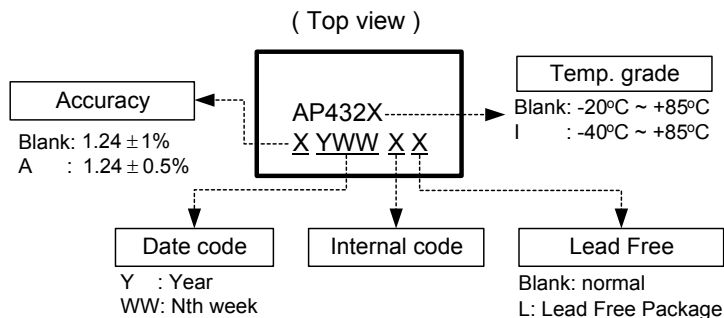 ( Top view )
Accuracy
Blank: 1.24 ± 1%
A : 1.24 ± 0.5%
AP432X
X YWW X X
Temp. grade
Blank: -20ºC ~ +85ºC
I : -40ºC ~ +85ºC
Date code
Y : Year
WW: Nth week
Internal code
Lead Free
Blank: normal
L: Lead Free Package